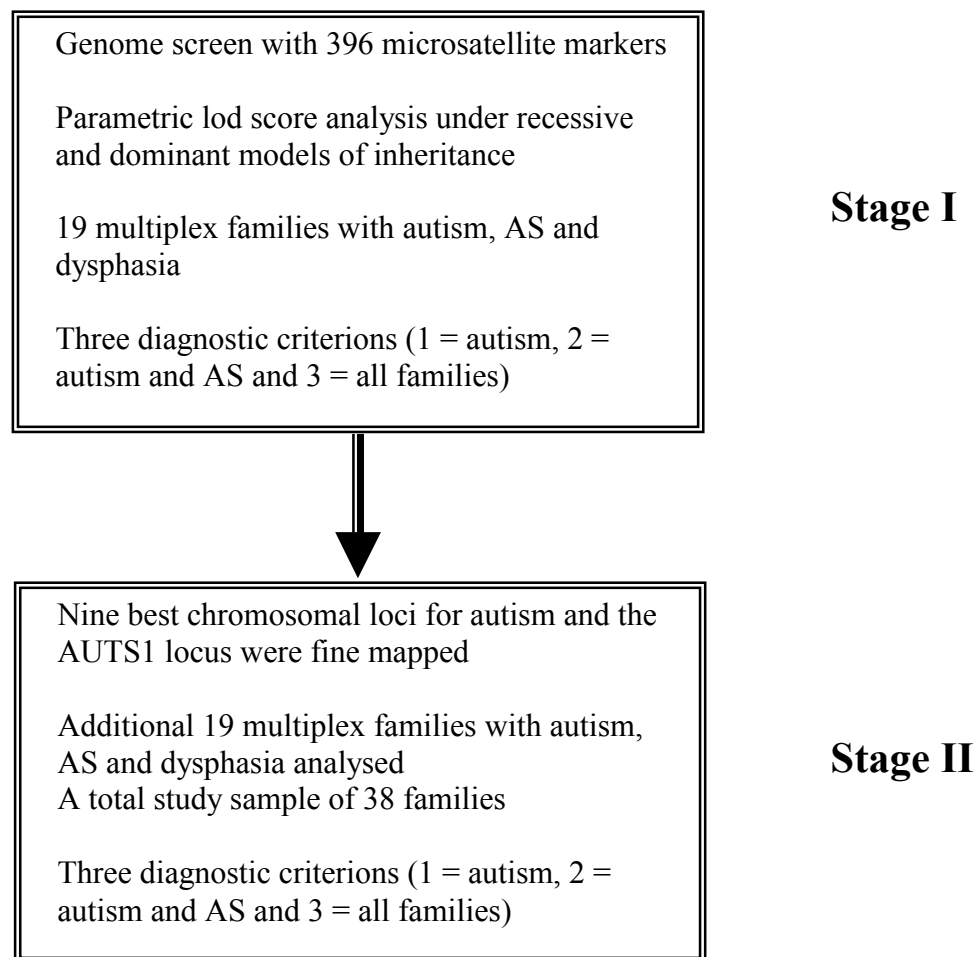 Genome screen with 396 microsatellite markers
Parametric lod score analysis under recessive
and dominant models of inheritance
19 multiplex families with autism, AS and
dysphasia
Three diagnostic criterions (1 = autism, 2 =
autism and AS and 3 = all families)
Stage I
Nine best chromosomal loci for autism and the
AUTS1 locus were fine mapped
Additional 19 multiplex families with autism,
AS and dysphasia analysed
A total study sample of 38 families
Three diagnostic criterions (1 = autism, 2 =
autism and AS and 3 = all families)
Stage II